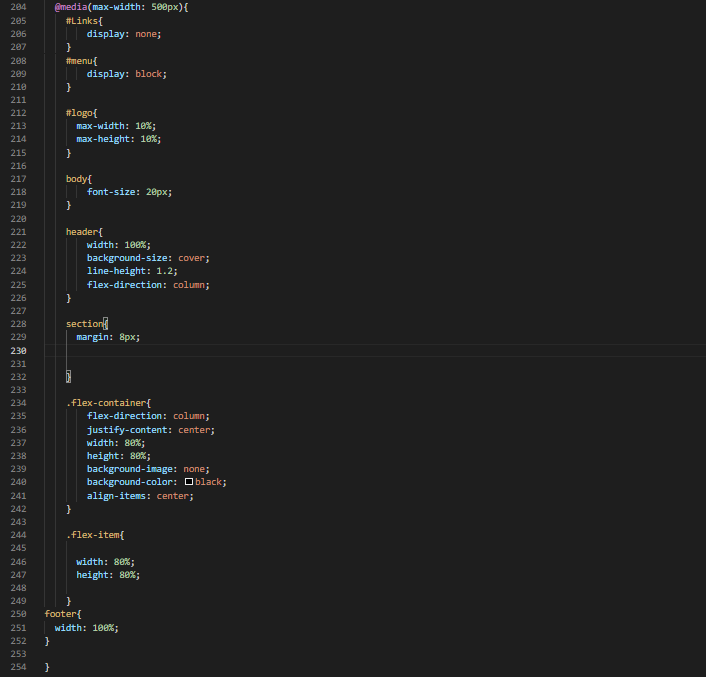 204 @media(max-width: 500px){
205 #Links{
206 display: none;
207 }
208 #menu{
209 display: block;
210 }
211
212 #logo{
213 max-width: 10%;
214 max-height: 10%;
215 }
216
217 body{
218 font-size: 20px;
219 }
220
221 header{
222 width: 100%;
223 background-size: cover;
224 line-height: 1.2;
225 flex-direction: column;
226 }
227
228 section{
229 margin: 8px;
230
231
232 }
233
234 .flex-container{
235 flex-direction: column;
236 justify-content: center;
237 width: 80%;
238 height: 80%;
239 background-image: none;
240 background-color: black;
241 align-items: center;
242 }
243
244 .flex-item{
245
246 width: 80%;
247 height: 80%;
248
249 }
250 footer{
251 width: 100%;
252 }
253
254 }